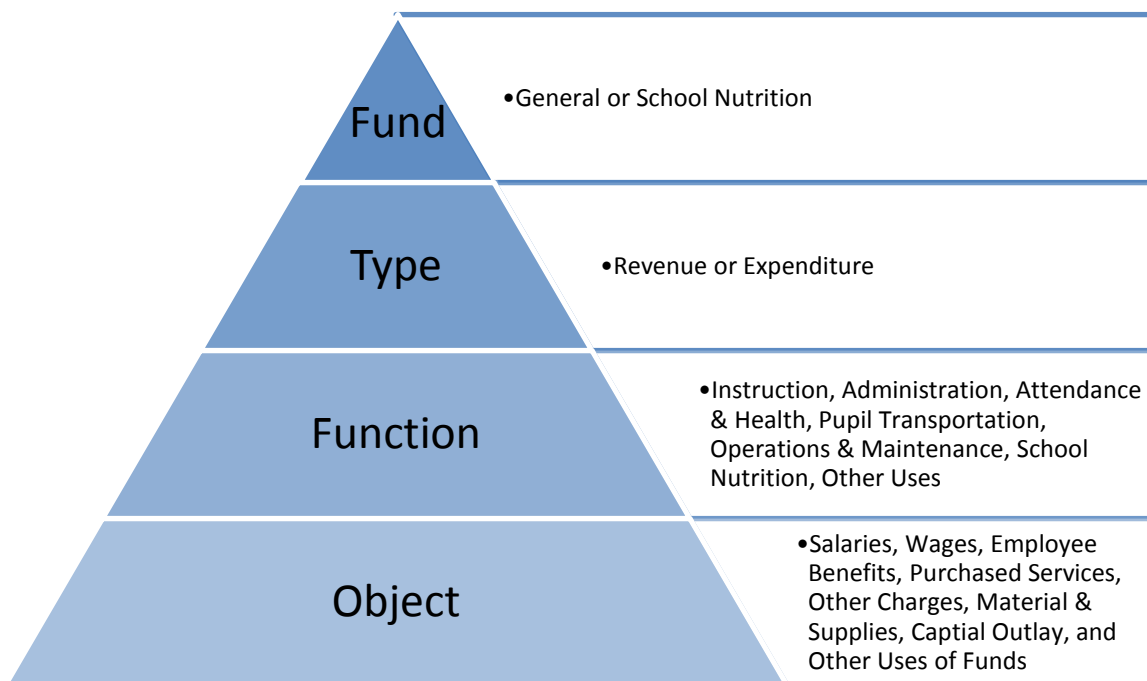 Fund
•General or School Nutrition
Type
•Revenue or Expenditure
Function
•Instruction, Administration, Attendance
& Health, Pupil Transportation,
Operations & Maintenance, School
Nutrition, Other Uses
Object
•Salaries, Wages, Employee
Benefits, Purchased Services,
Other Charges, Material &
Supplies, Captial Outlay, and
Other Uses of Funds